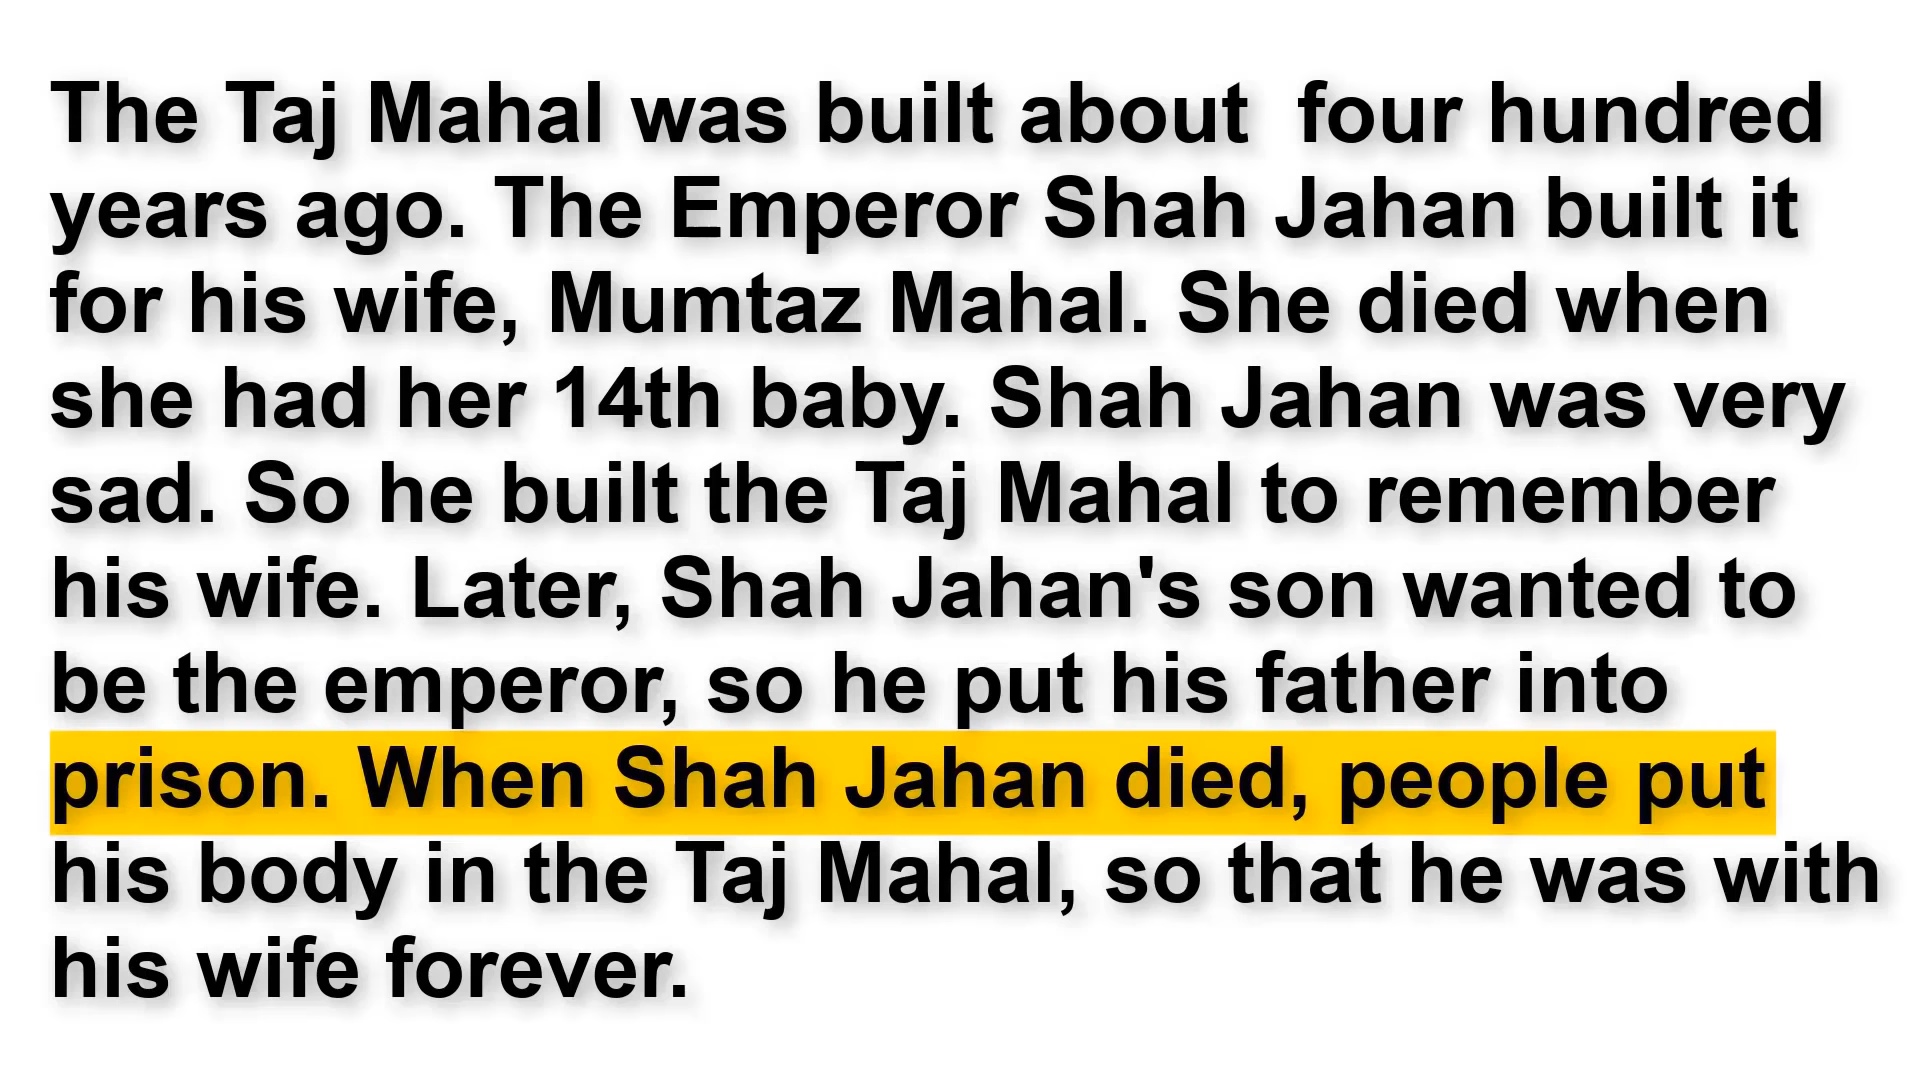 The Taj Mahal was built about  four hundred
years ago. The Emperor Shah Jahan built it
for his wife, Mumtaz Mahal. She died when
she had her 14th baby. Shah Jahan was very
sad. So he built the Taj Mahal to remember
his wife. Later, Shah Jahan's son wanted to
be the emperor, so he put his father into
prison. When Shah Jahan died, people put
his body in the Taj Mahal, so that he was with
his wife forever.